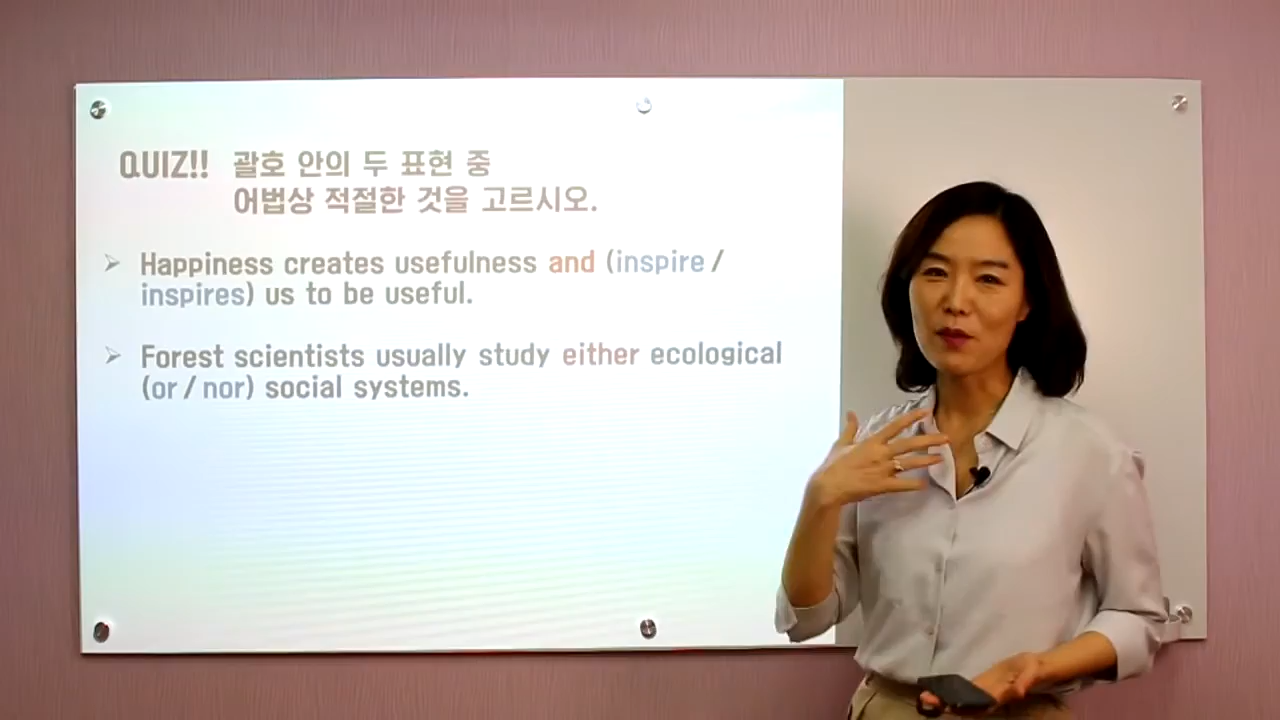 QUIZ!! 괄호 안의 두 표현 중
어법상 적절한 것을 고르시오.
➢ Happiness creates usefulness and (inspire /
inspires) us to be useful.
➢ Forest scientists usually study either ecological
(or / nor) social systems.